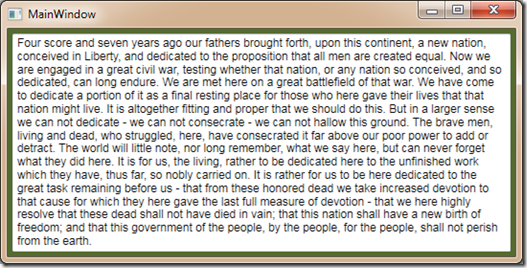 MainWindow
Four score and seven years ago our fathers brought forth, upon this continent, a new nation,
conceived in Liberty, and dedicated to the proposition that all men are created equal. Now we
are engaged in a great civil war, testing whether that nation, or any nation so conceived, and so
dedicated, can long endure. We are met here on a great battlefield of that war. We have come
to dedicate a portion of it as a final resting place for those who here gave their lives that that
nation might live. It is altogether fitting and proper that we should do this. But in a larger sense
we can not dedicate - we can not consecrate - we can not hallow this ground. The brave men,
living and dead, who struggled, here, have consecrated it far above our poor power to add or
detract. The world will little note, nor long remember, what we say here, but can never forget
what they did here. It is for us, the living, rather to be dedicated here to the unfinished work
which they have, thus far, so nobly carried on. It is rather for us to be here dedicated to the
great task remaining before us - that from these honored dead we take increased devotion to
that cause for which they here gave the last full measure of devotion - that we here highly
resolve that these dead shall not have died in vain; that this nation shall have a new birth of
freedom; and that this government of the people, by the people, for the people, shall not perish
from the earth.